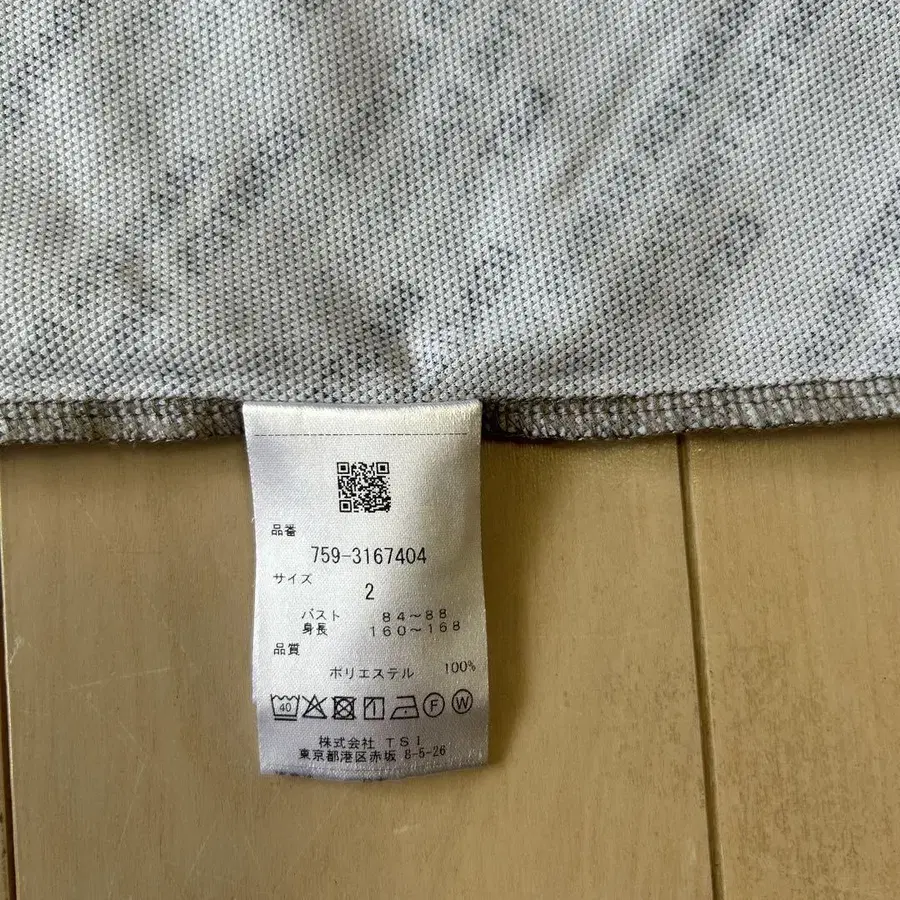 品番
759-3167404
サイズ
2
バスト 84~88
身長 160~168
品質
ポリエステル 100%
40 F W
株式会社 TSI
東京都港区赤坂 8-5-26